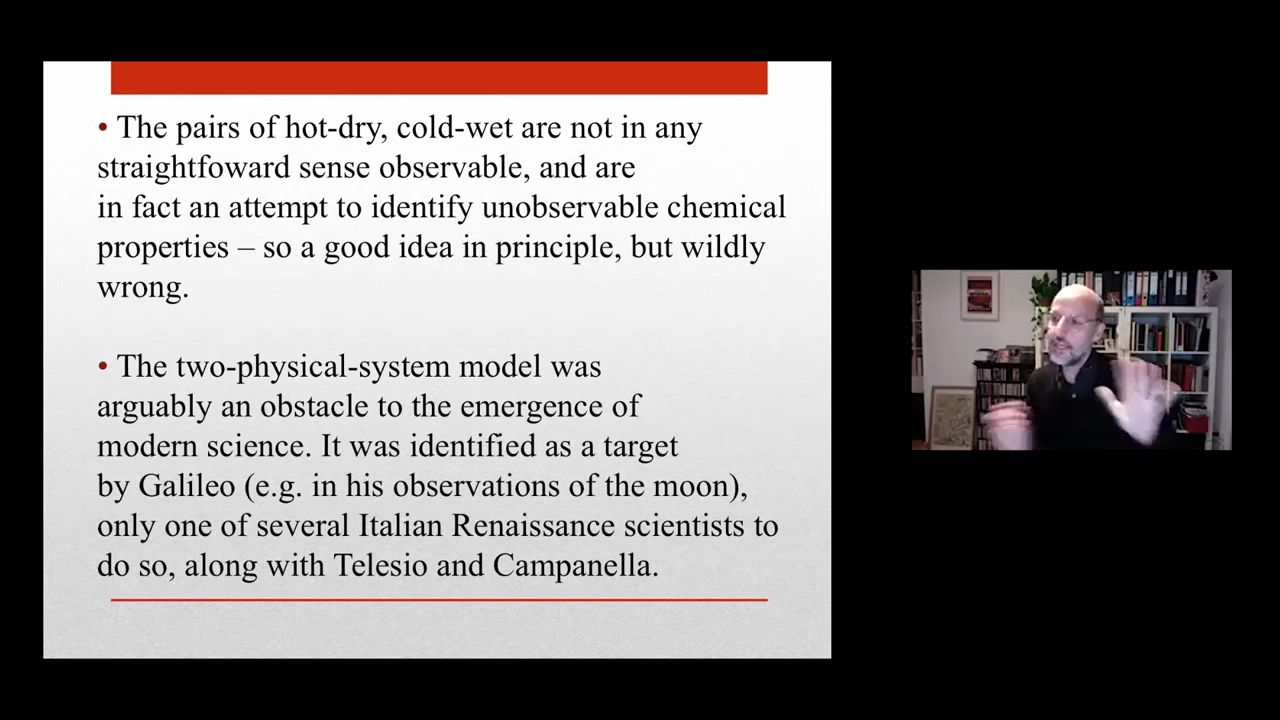 • The pairs of hot-dry, cold-wet are not in any
straightfoward sense observable, and are
in fact an attempt to identify unobservable chemical
properties – so a good idea in principle, but wildly
wrong.
• The two-physical-system model was
arguably an obstacle to the emergence of
modern science. It was identified as a target
by Galileo (e.g. in his observations of the moon),
only one of several Italian Renaissance scientists to
do so, along with Telesio and Campanella.